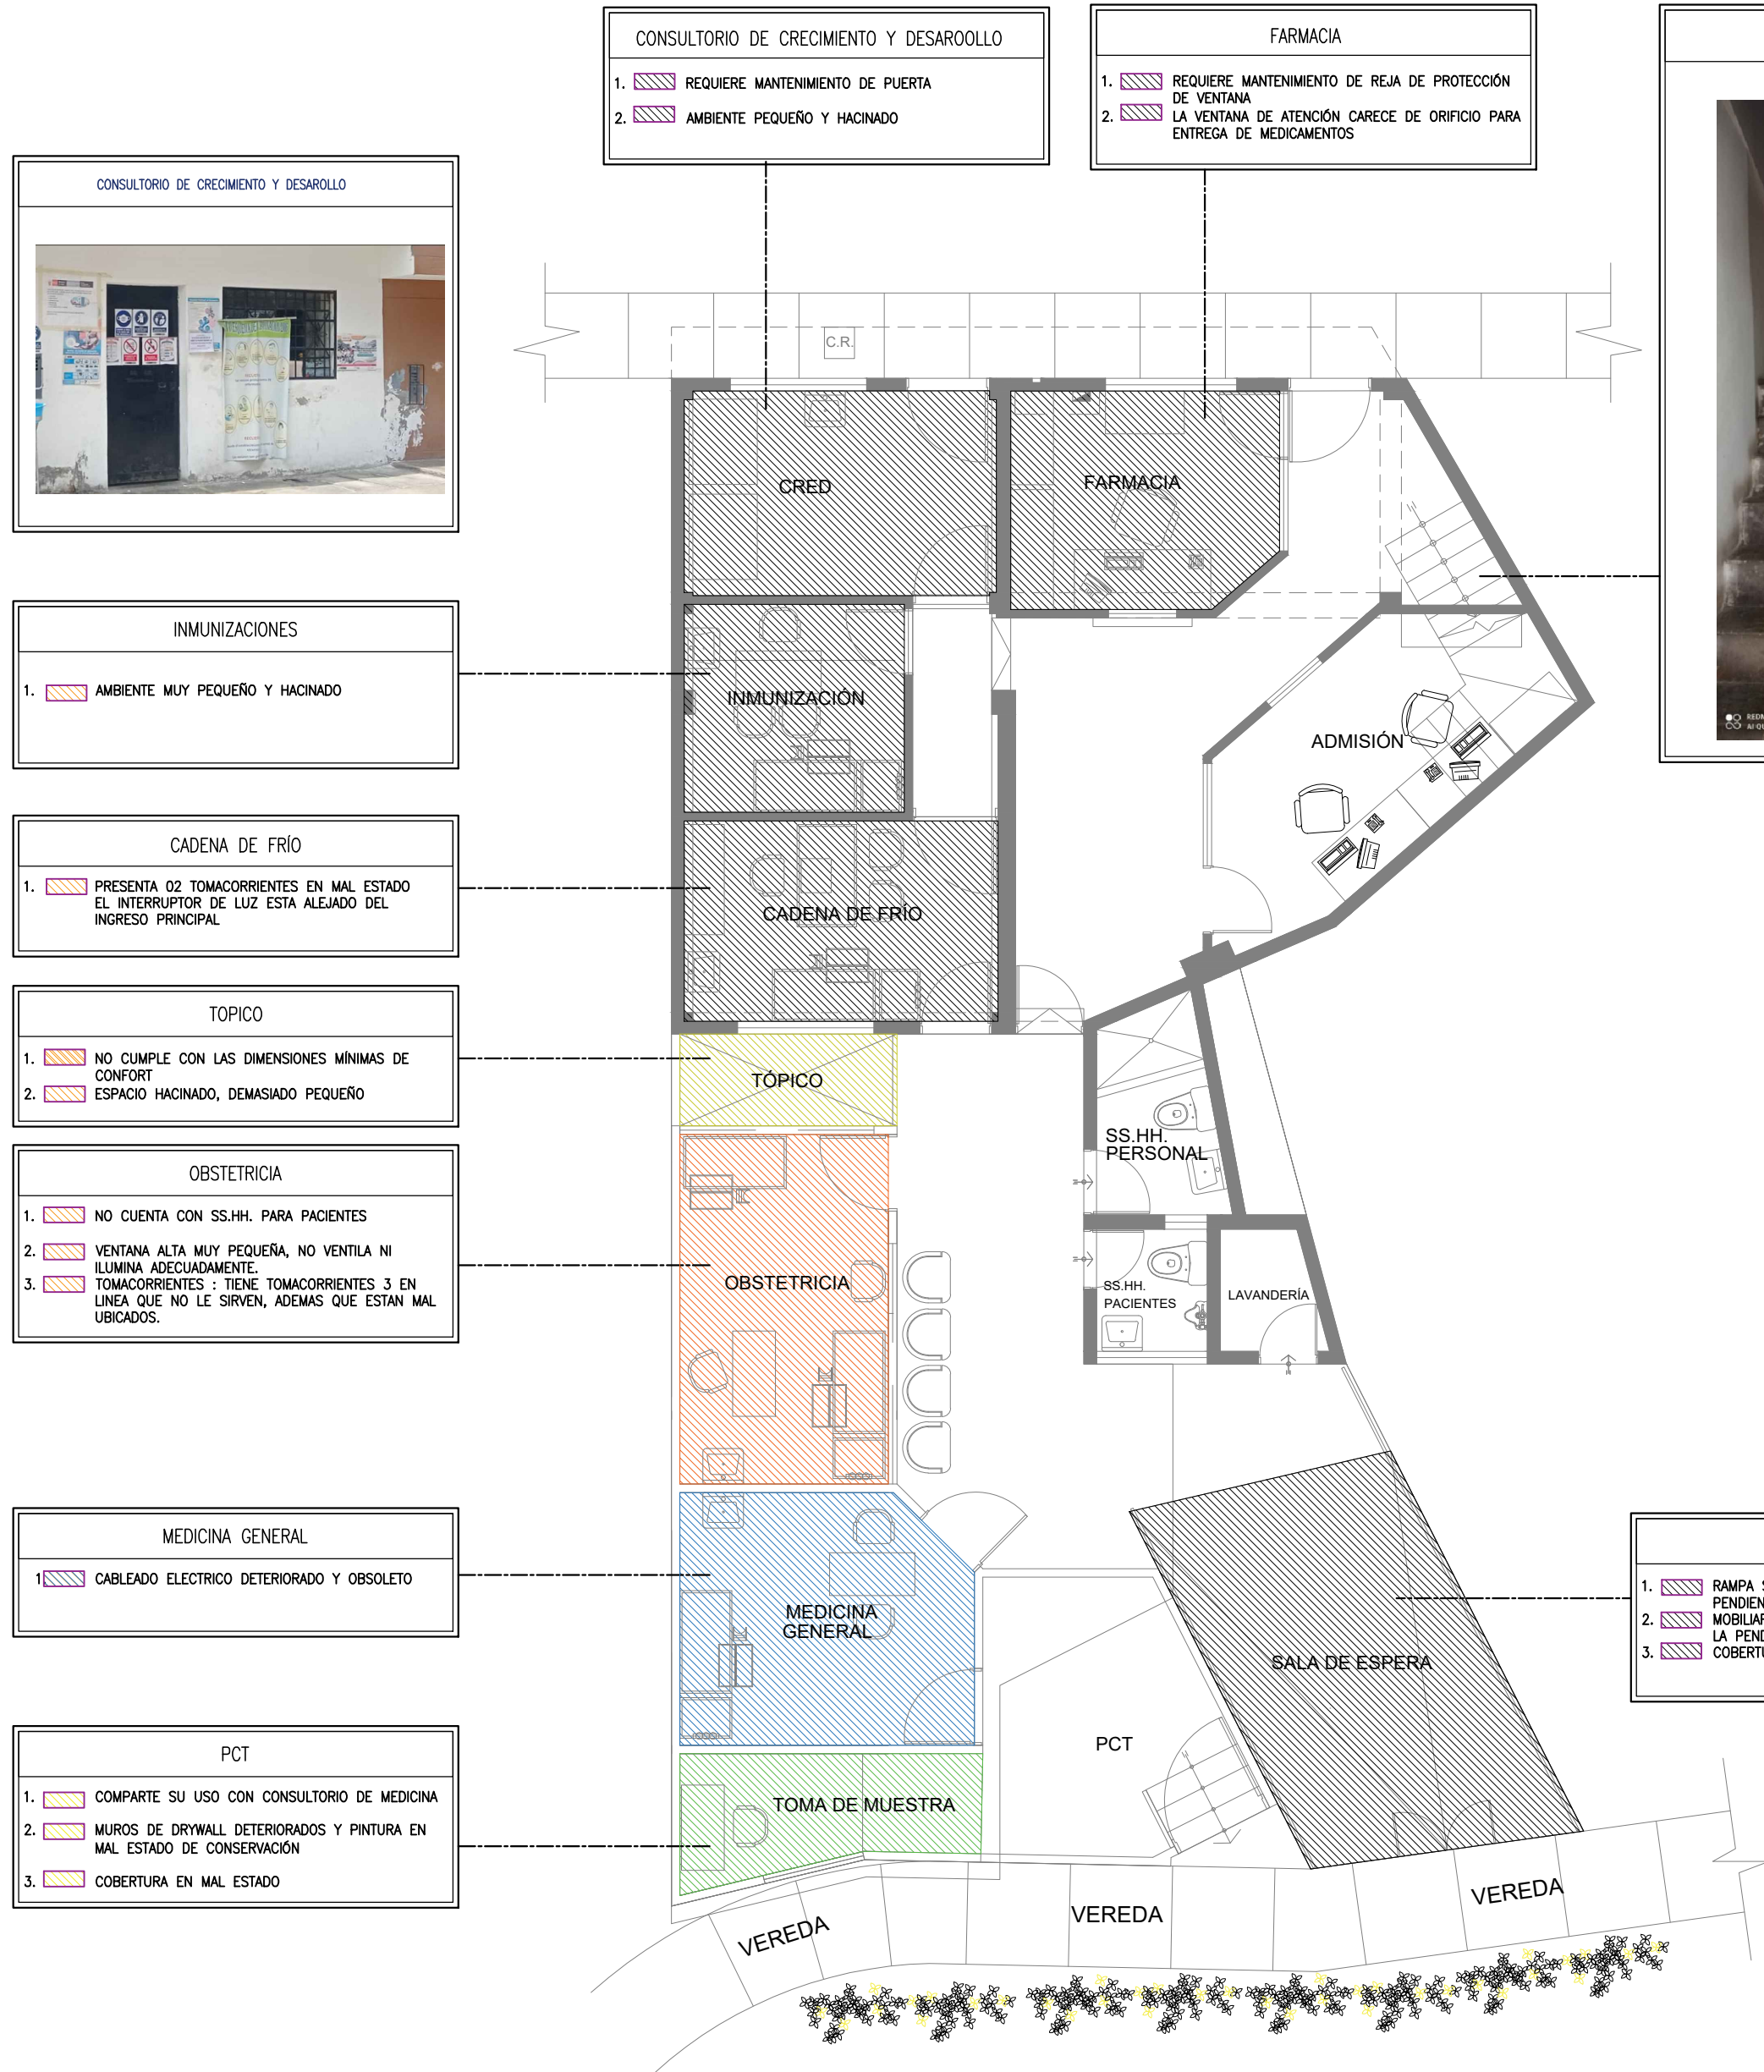 CONSULTORIO DE CRECIMIENTO Y DESAROOLLO
1. REQUIERE MANTENIMIENTO DE PUERTA
2. AMBIENTE PEQUEÑO Y HACINADO
FARMACIA
1. REQUIERE MANTENIMIENTO DE REJA DE PROTECCIÓN
DE VENTANA
2. LA VENTANA DE ATENCIÓN CARECE DE ORIFICIO PARA
ENTREGA DE MEDICAMENTOS
CONSULTORIO DE CRECIMIENTO Y DESAROLLO
INMUNIZACIONES
1. AMBIENTE MUY PEQUEÑO Y HACINADO
CADENA DE FRÍO
1. PRESENTA 02 TOMACORRIENTES EN MAL ESTADO
EL INTERRUPTOR DE LUZ ESTA ALEJADO DEL
INGRESO PRINCIPAL
TOPICO
1. NO CUMPLE CON LAS DIMENSIONES MÍNIMAS DE
CONFORT
2. ESPACIO HACINADO, DEMASIADO PEQUEÑO
OBSTETRICIA
1. NO CUENTA CON SS.HH. PARA PACIENTES
2. VENTANA ALTA MUY PEQUEÑA, NO VENTILA NI
ILUMINA ADECUADAMENTE.
3. TOMACORRIENTES : TIENE TOMACORRIENTES 3 EN
LINEA QUE NO LE SIRVEN, ADEMAS QUE ESTAN MAL
UBICADOS.
MEDICINA GENERAL
1 CABLEADO ELECTRICO DETERIORADO Y OBSOLETO
PCT
1. COMPARTE SU USO CON CONSULTORIO DE MEDICINA
2. MUROS DE DRYWALL DETERIORADOS Y PINTURA EN
MAL ESTADO DE CONSERVACIÓN
3. COBERTURA EN MAL ESTADO
C.R.
CRED
FARMACIA
INMUNIZACIÓN
ADMISIÓN
CADENA DE FRÍO
TÓPICO
SS.HH.
PERSONAL
OBSTETRICIA
SS.HH.
PACIENTES
LAVANDERÍA
MEDICINA
GENERAL
SALA DE ESPERA
PCT
TOMA DE MUESTRA
VEREDA
VEREDA
VEREDA
1. RAMPA
PENDIEN
2. MOBILIAR
LA PEND
3. COBERTU